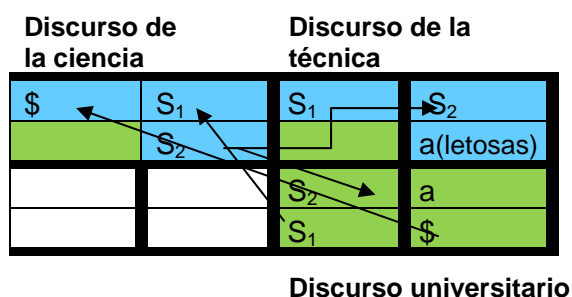 Discurso de la ciencia
Discurso de la técnica
$ S₁ S₁ S₂
S₂ a(letosas)
S₂ a
S₁ $
Discurso universitario